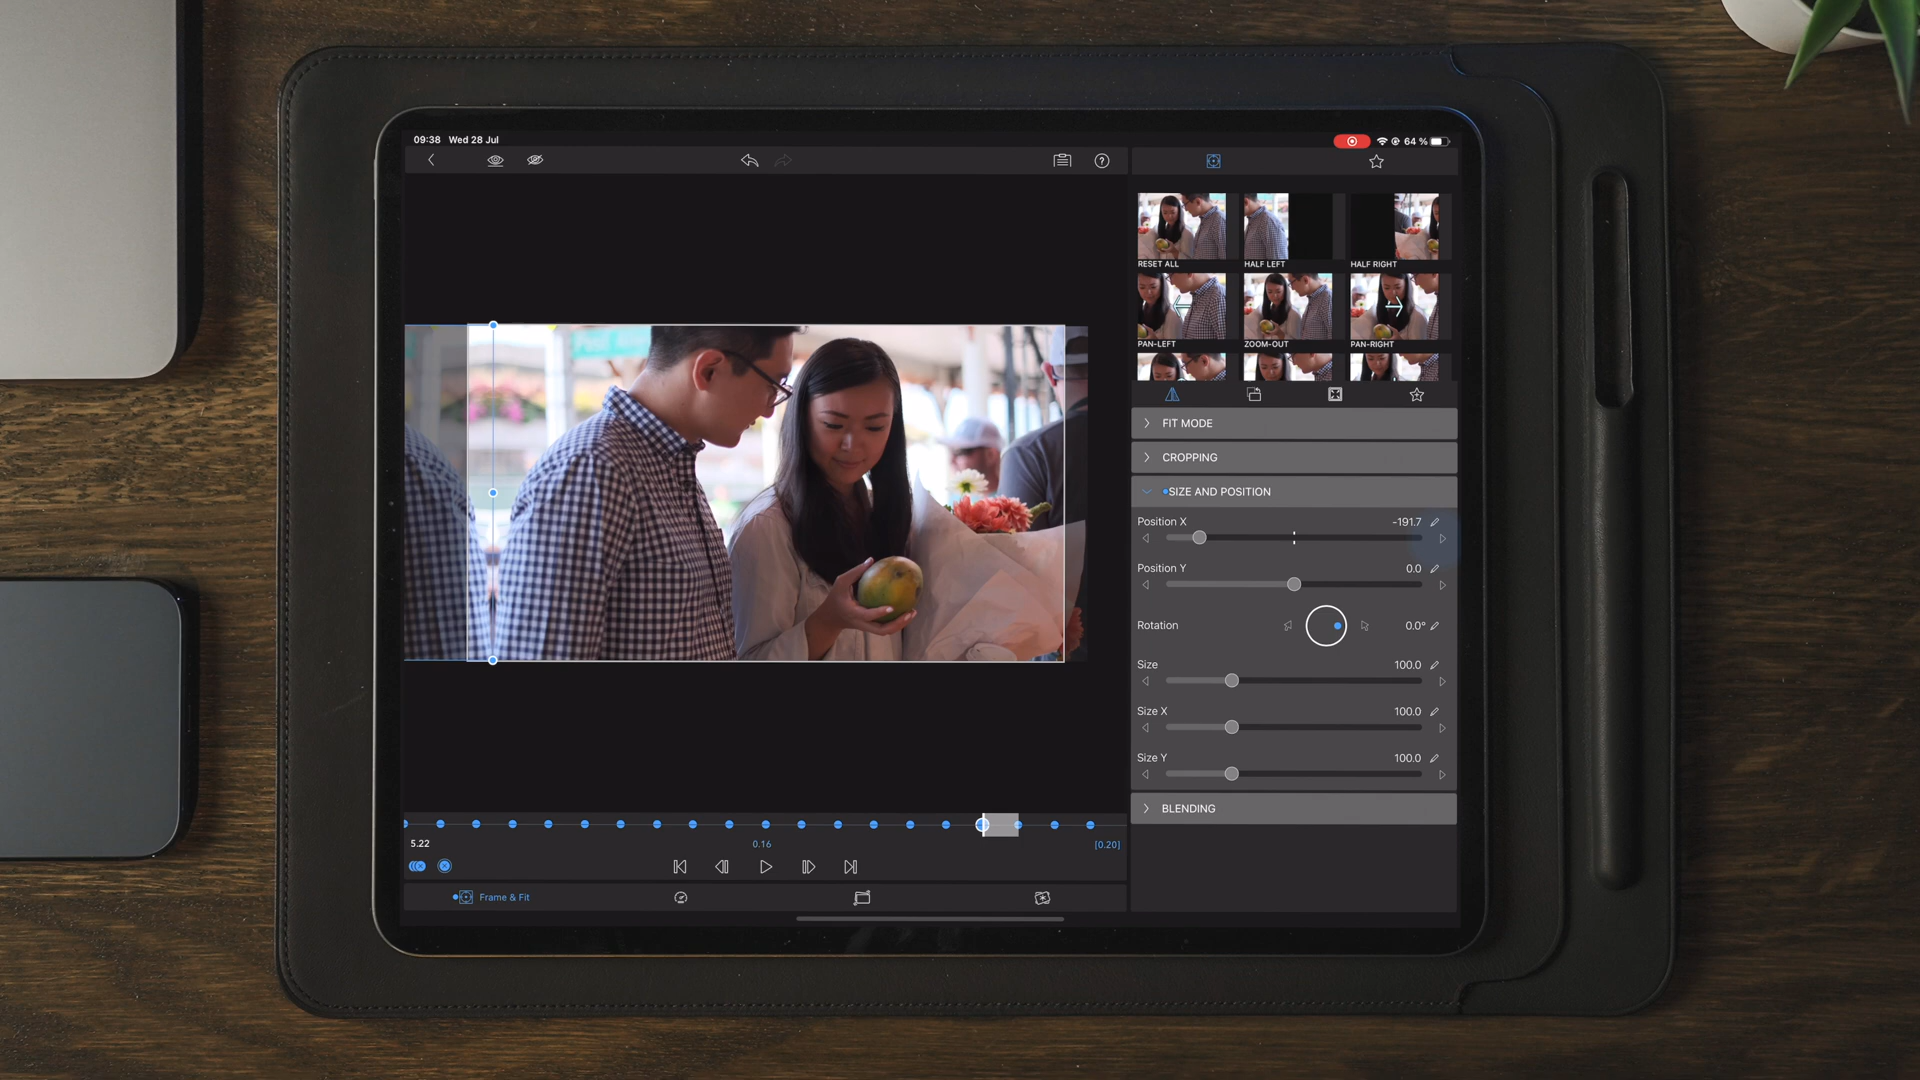 09:38 Wed 28 Jul
64 %
RESET ALL
HALF LEFT
HALF RIGHT
PAN-LEFT
ZOOM-OUT
PAN-RIGHT
FIT MODE
CROPPING
SIZE AND POSITION
Position X -191.7
Position Y 0.0
Rotation 0.0°
Size 100.0
Size X 100.0
Size Y 100.0
BLENDING
5.22
0.16
[0.20]
Frame & Fit